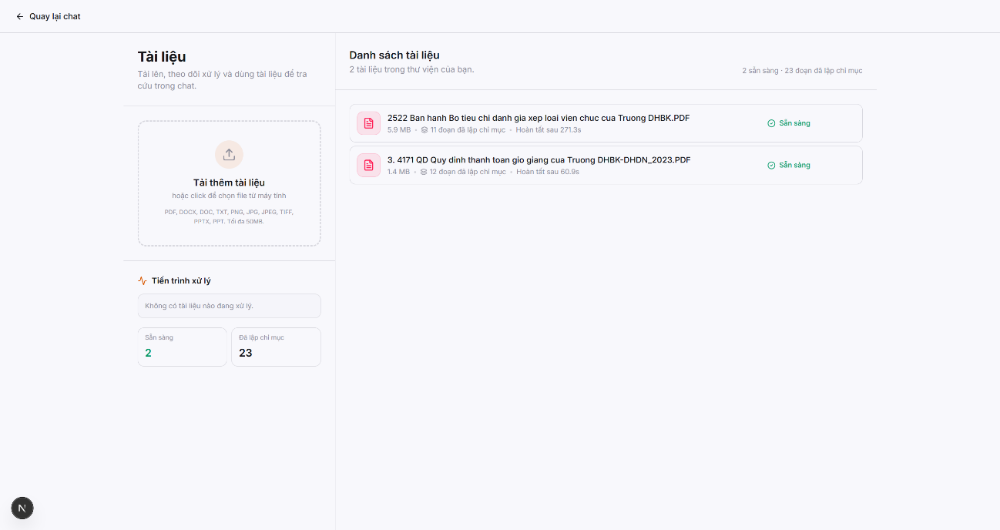 Quay lại chat
Tài liệu
Tải lên, theo dõi xử lý và dùng tài liệu để tra
cứu trong chat.
Tải thêm tài liệu
hoặc click để chọn file từ máy tính
PDF, DOCX, DOC, TXT, PNG, JPG, JPEG, TIFF,
PPTX, PPT. Tối đa 50MB.
Tiến trình xử lý
Không có tài liệu nào đang xử lý.
Sẵn sàng
2
Đã lập chỉ mục
23
Danh sách tài liệu
2 tài liệu trong thư viện của bạn.
2 sẵn sàng · 23 đoạn đã lập chỉ mục
2522 Ban hanh Bo tieu chi danh gia xep loai vien chuc cua Truong DHBK.PDF
5.9 MB • 11 đoạn đã lập chỉ mục • Hoàn tất sau 271.3s
Sẵn sàng
3. 4171 QD Quy dinh thanh toan gio giang cua Truong DHBK-DHDN_2023.PDF
1.4 MB • 12 đoạn đã lập chỉ mục • Hoàn tất sau 60.9s
Sẵn sàng
N